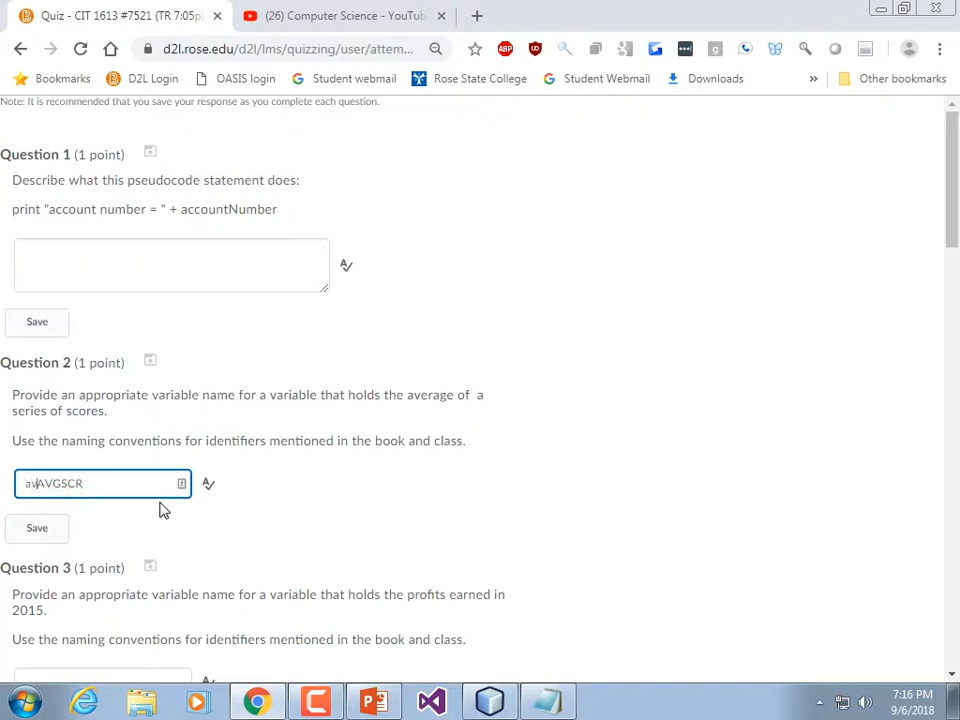 Quiz - CIT 1613 #7521 (TR 7:05p)
(26) Computer Science - YouTub
d2l.rose.edu/d2l/lms/quizzing/user/attem...
Bookmarks D2L Login OASIS login Student webmail Rose State College Student Webmail Downloads » Other bookmarks
Note: It is recommended that you save your response as you complete each question.
Question 1 (1 point)
Describe what this pseudocode statement does:
print "account number = " + accountNumber
Save
Question 2 (1 point)
Provide an appropriate variable name for a variable that holds the average of a
series of scores.
Use the naming conventions for identifiers mentioned in the book and class.
avAVGSCR
Save
Question 3 (1 point)
Provide an appropriate variable name for a variable that holds the profits earned in
2015.
Use the naming conventions for identifiers mentioned in the book and class.
7:16 PM
9/6/2018